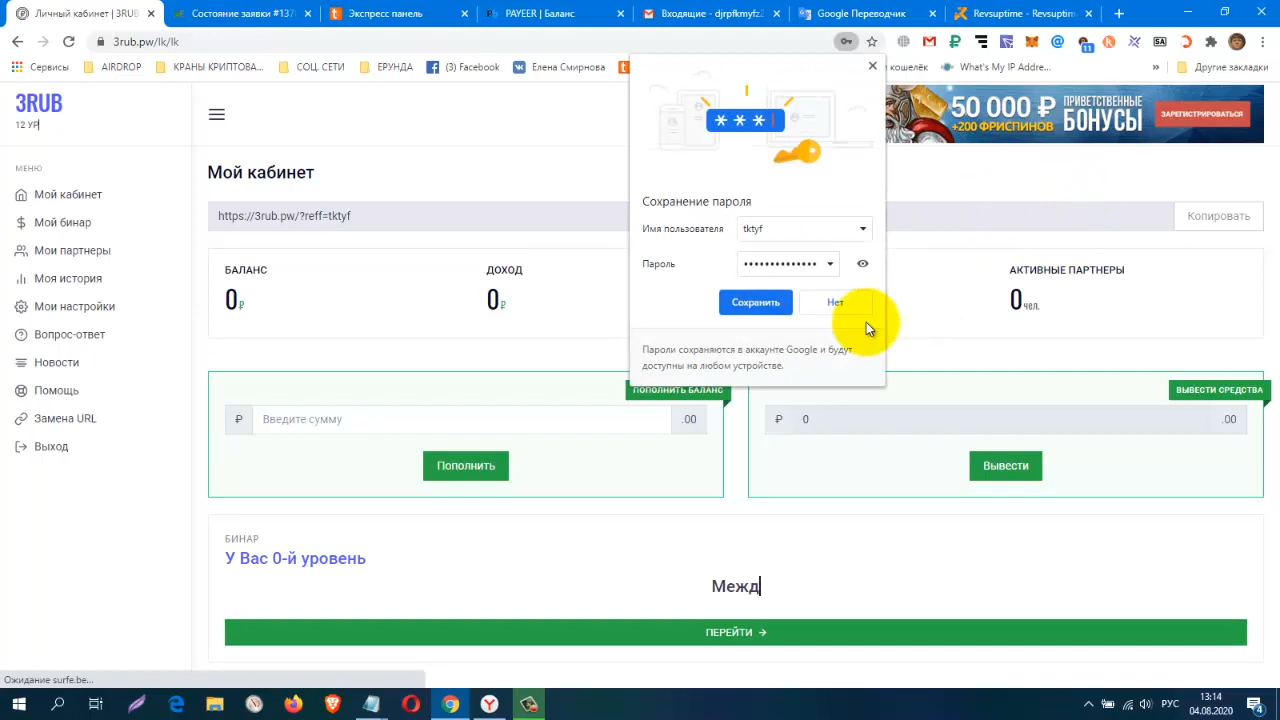 Личный кабинет | 3RUB
Состояние заявки #137
Экспресс панель
PAYEER | Баланс
Входящие - djrpfkmyfz
Google Переводчик
Revsuptime - Revsuptim
3rub.pw/lk/lk
11
Сервисы
AIRDROP
КРАНЫ КРИПТОВА...
СОЦ. СЕТИ
ЕРУНДА
(3) Facebook
Елена Смирнова
кошелёк
What's My IP Addre...
»
Другие закладки
3RUB
12 УР
МЕНЮ
Мой кабинет
Мой бинар
Мои партнеры
Моя история
Мои настройки
Вопрос-ответ
Новости
Помощь
Замена URL
Выход
50 000 ₽
+200 ФРИСПИНОВ
ПРИВЕТСТВЕННЫЕ
БОНУСЫ
ЗАРЕГИСТРИРОВАТЬСЯ
Мой кабинет
https://3rub.pw/?reff=tktyf
Копировать
БАЛАНС
0₽
ДОХОД
0₽
АКТИВНЫЕ ПАРТНЕРЫ
0чел.
***
Сохранение пароля
Имя пользователя
tktyf
Пароль
••••••••••••••
Сохранить
Нет
Пароли сохраняются в аккаунте Google и будут
доступны на любом устройстве.
ПОПОЛНИТЬ БАЛАНС
₽
Введите сумму
.00
Пополнить
ВЫВЕСТИ СРЕДСТВА
₽
0
.00
Вывести
БИНАР
У Вас 0-й уровень
Межд
ПЕРЕЙТИ →
Ожидание surfe.be...
РУС
13:14
04.08.2020
4